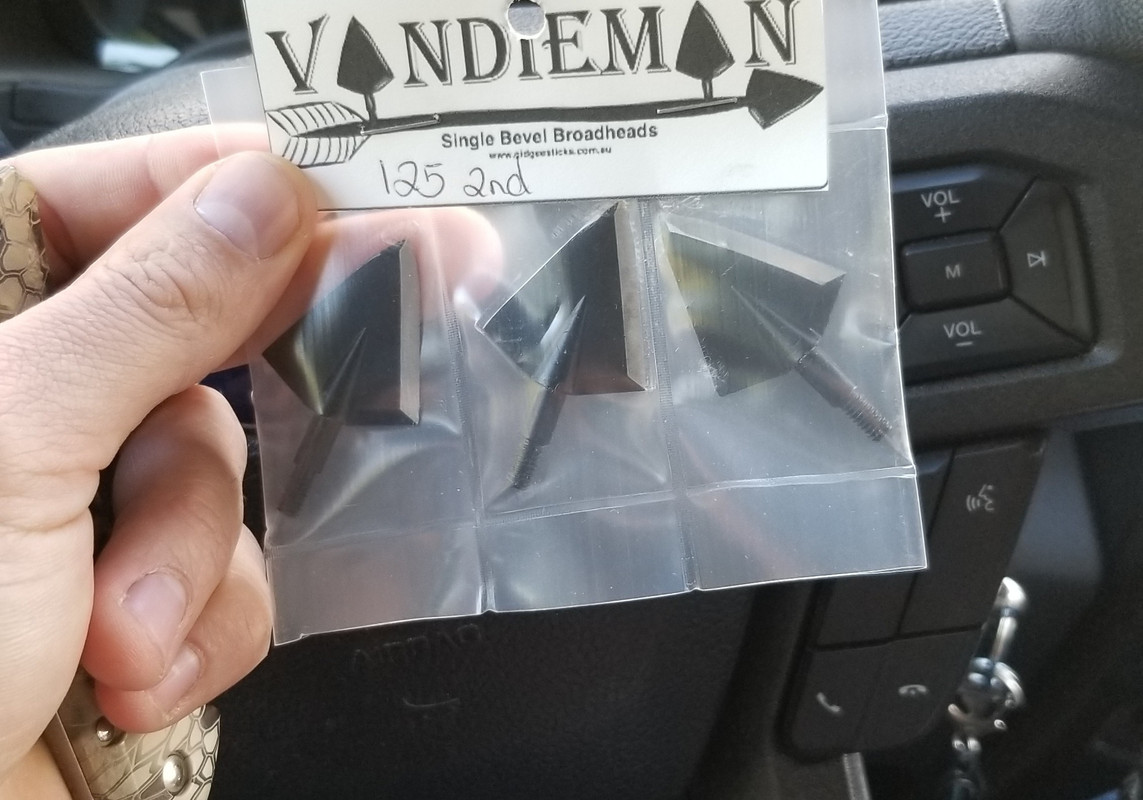 VANDIEMAN
Single Bevel Broadheads
www.gidgeesticks.com.au
125 2nd
VOL
+
M
VOL
−